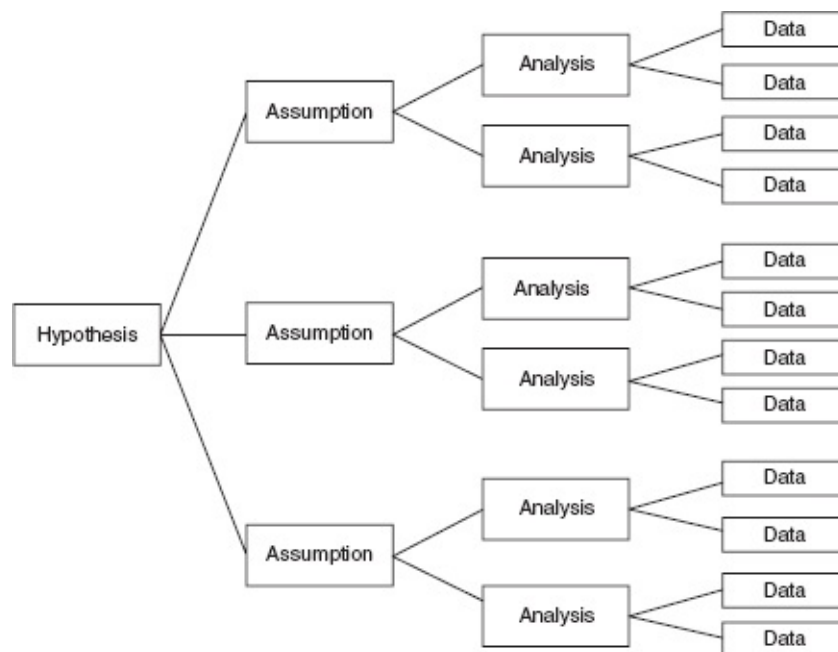 Data
Analysis
Data
Assumption
Data
Analysis
Data
Data
Analysis
Data
Hypothesis
Assumption
Data
Analysis
Data
Data
Analysis
Data
Assumption
Data
Analysis
Data